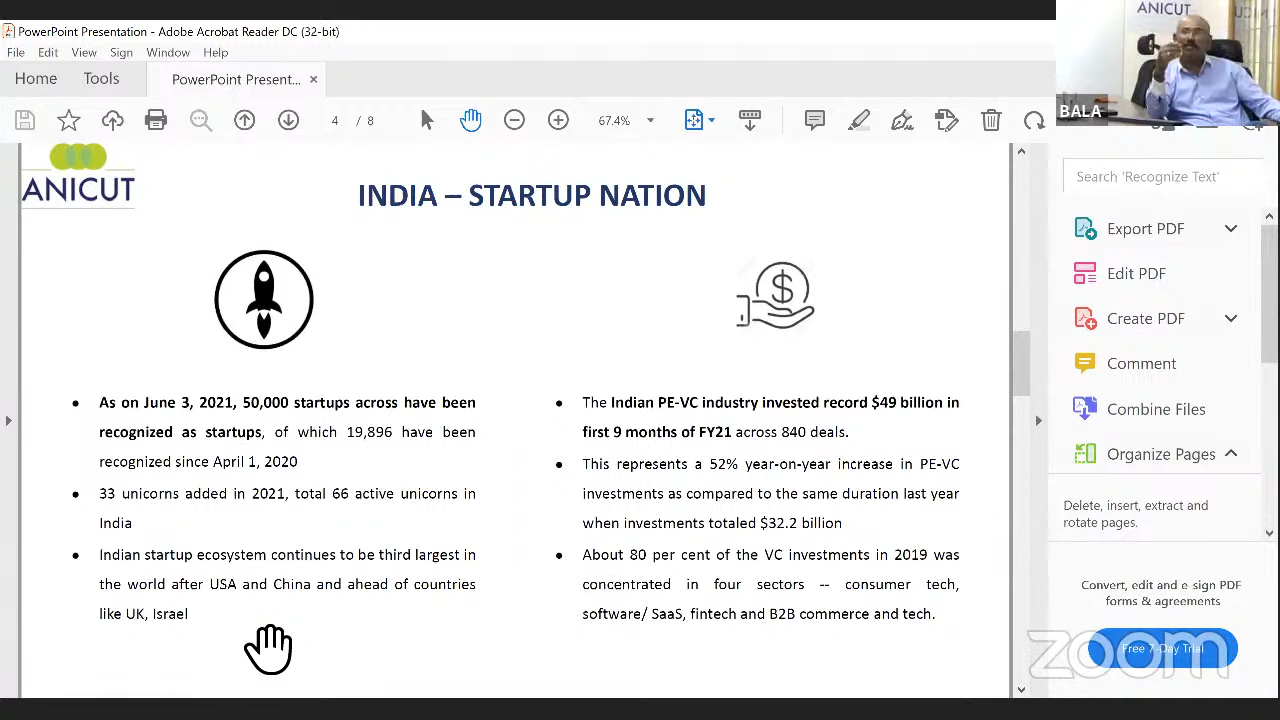 PowerPoint Presentation - Adobe Acrobat Reader DC (32-bit)
File Edit View Sign Window Help
Home Tools PowerPoint Present... ×
4 / 8 67.4%
ANICUT
BALA
ANICUT
INDIA – STARTUP NATION
$
• As on June 3, 2021, 50,000 startups across have been
recognized as startups, of which 19,896 have been
recognized since April 1, 2020
• 33 unicorns added in 2021, total 66 active unicorns in
India
• Indian startup ecosystem continues to be third largest in
the world after USA and China and ahead of countries
like UK, Israel
• The Indian PE-VC industry invested record $49 billion in
first 9 months of FY21 across 840 deals.
• This represents a 52% year-on-year increase in PE-VC
investments as compared to the same duration last year
when investments totaled $32.2 billion
• About 80 per cent of the VC investments in 2019 was
concentrated in four sectors -- consumer tech,
software/ SaaS, fintech and B2B commerce and tech.
Search 'Recognize Text'
Export PDF
Edit PDF
Create PDF
Comment
Combine Files
Organize Pages
Delete, insert, extract and
rotate pages.
Convert, edit and e-sign PDF
forms & agreements
Free 7-Day Trial
zoom